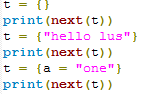 t = {}
print(next(t))
t = {"hello lus"}
print(next(t))
t = {a = "one"}
print(next(t))